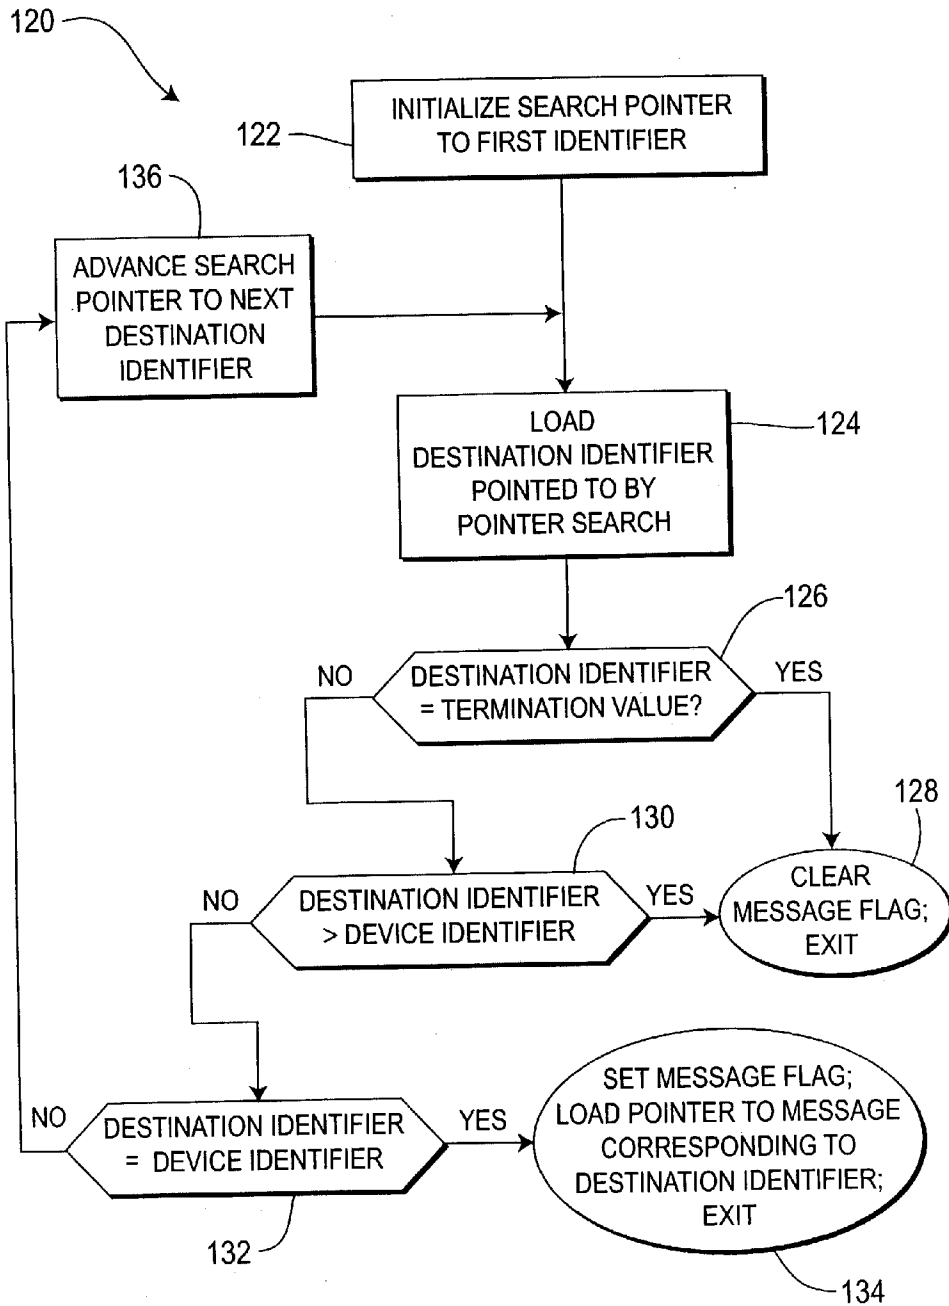 120
INITIALIZE SEARCH POINTER
TO FIRST IDENTIFIER
122
136
ADVANCE SEARCH
POINTER TO NEXT
DESTINATION
IDENTIFIER
LOAD
DESTINATION IDENTIFIER
POINTED TO BY
POINTER SEARCH
124
126
NO
DESTINATION IDENTIFIER
= TERMINATION VALUE?
YES
128
130
NO
DESTINATION IDENTIFIER
> DEVICE IDENTIFIER
YES
CLEAR
MESSAGE FLAG;
EXIT
NO
DESTINATION IDENTIFIER
= DEVICE IDENTIFIER
YES
SET MESSAGE FLAG;
LOAD POINTER TO MESSAGE
CORRESPONDING TO
DESTINATION IDENTIFIER;
EXIT
132
134